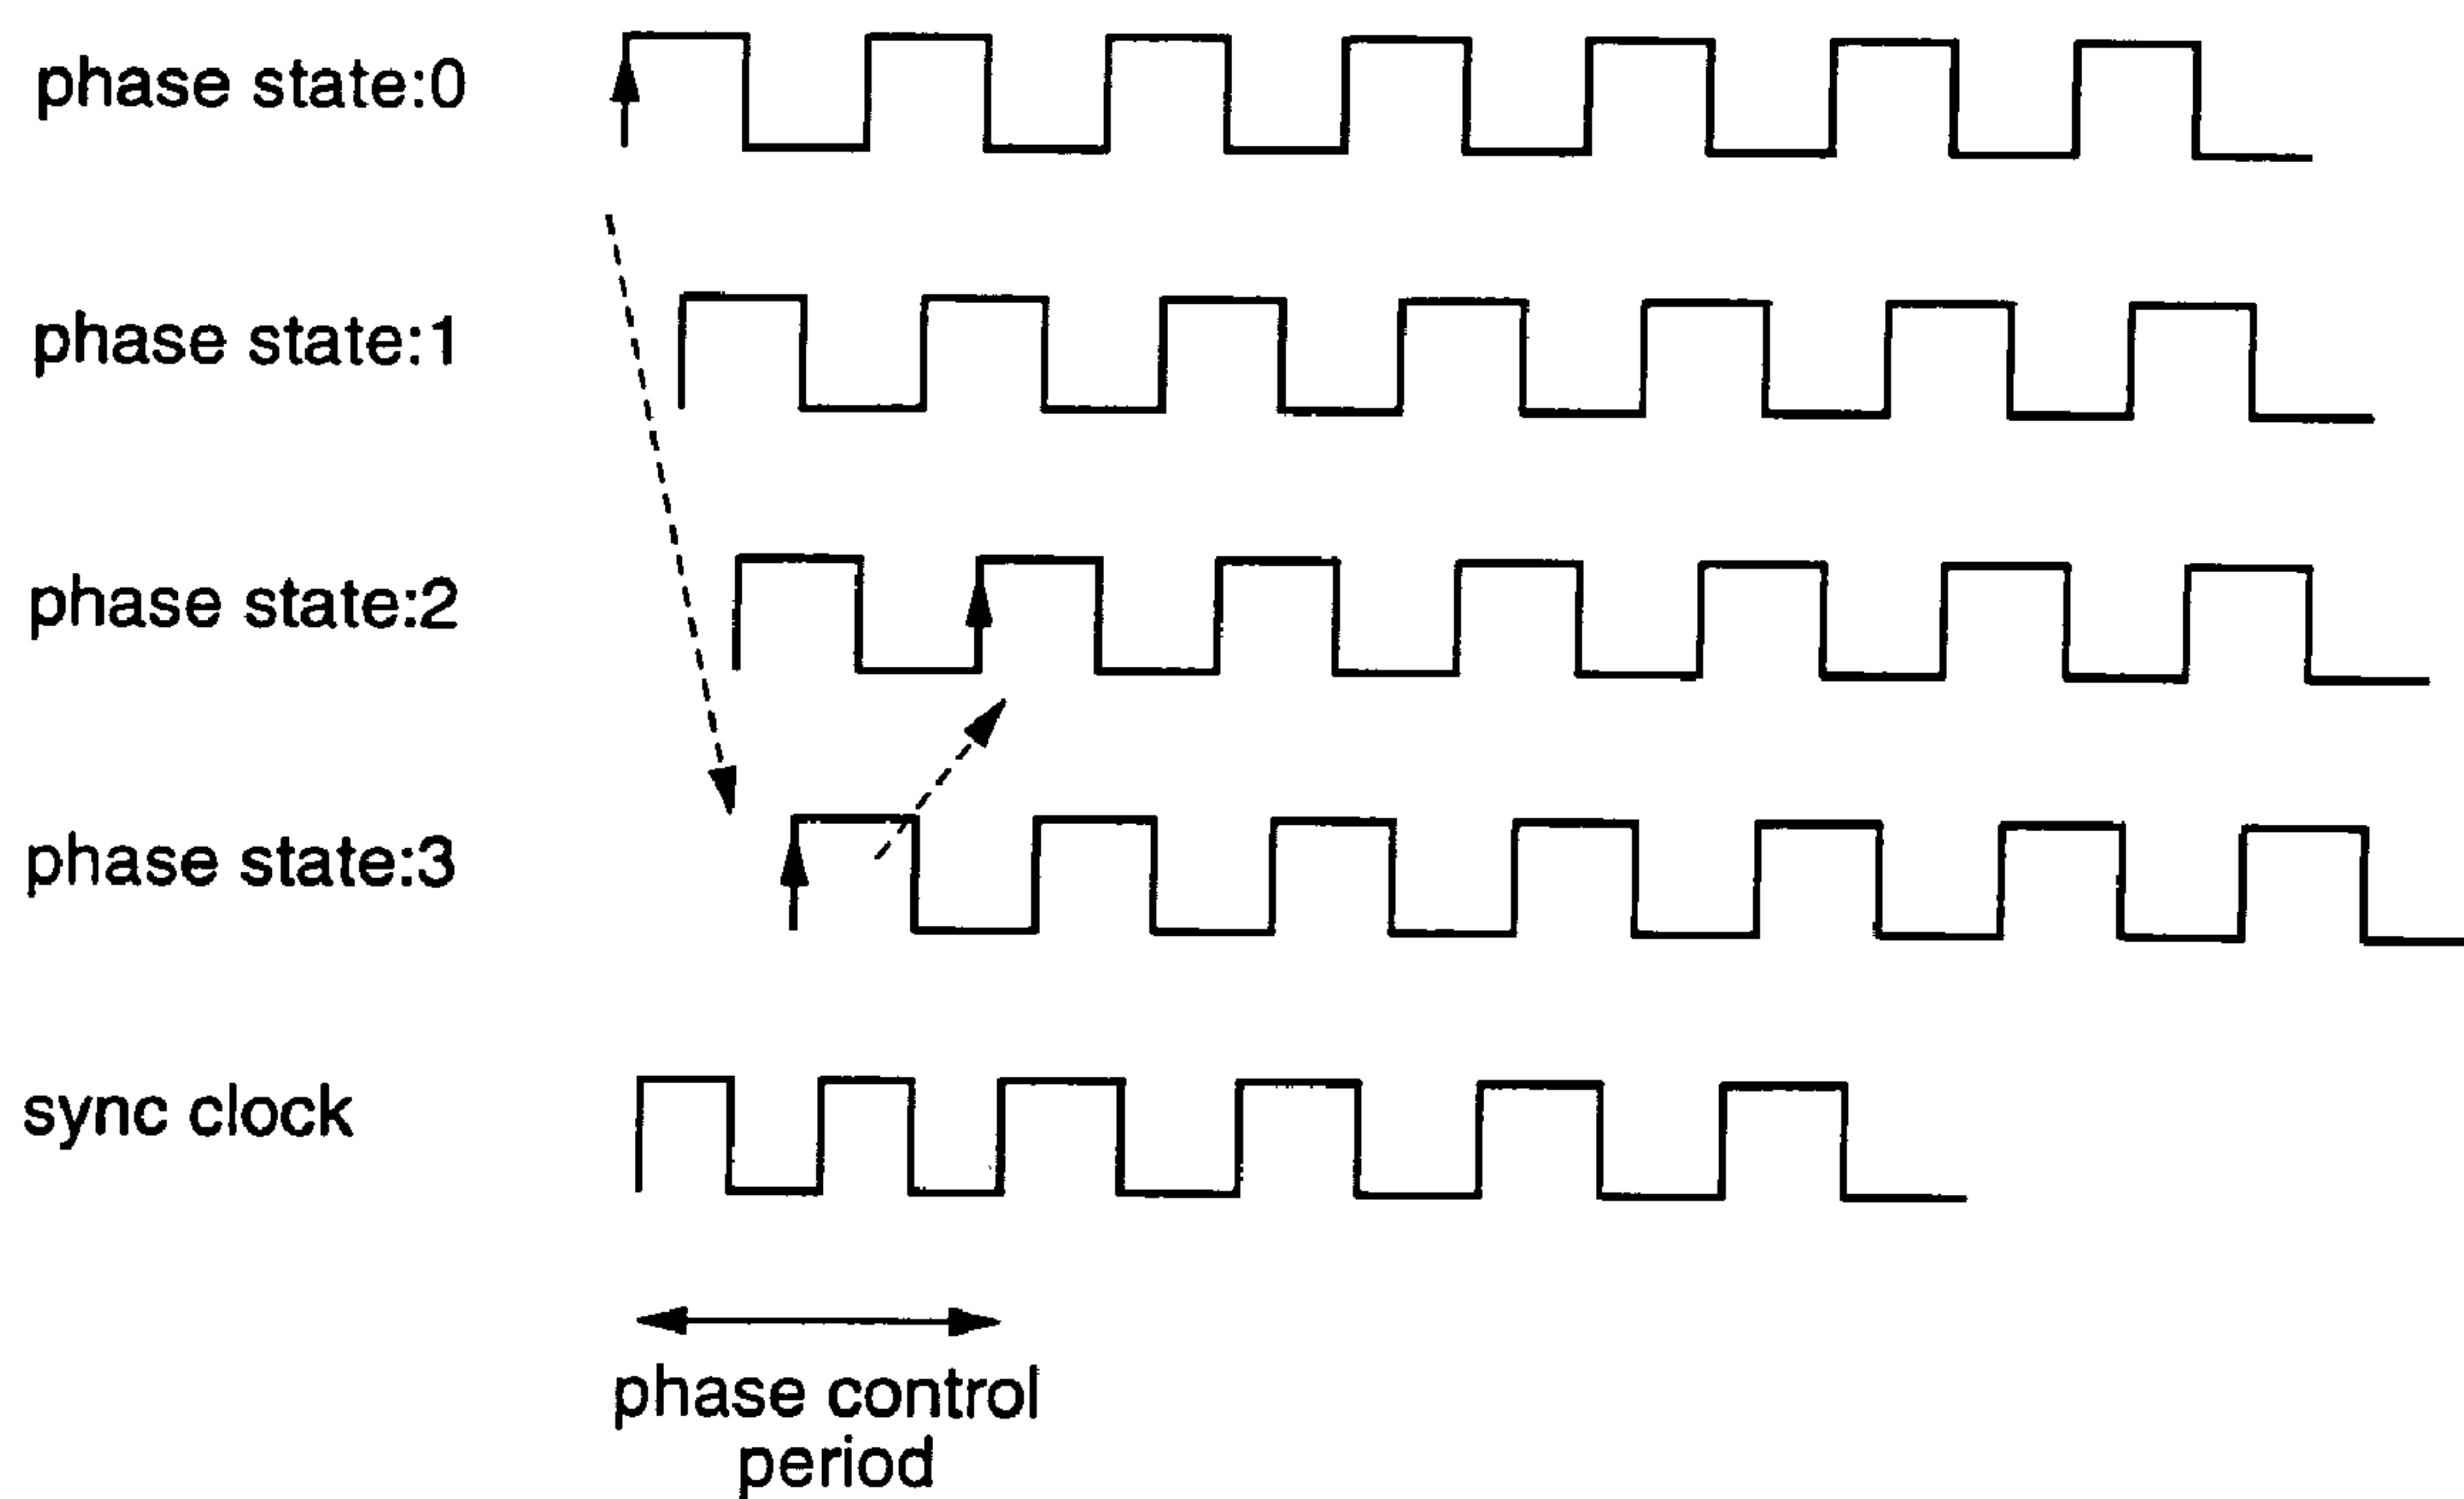 phase state:0
phase state:1
phase state:2
phase state:3
sync clock
phase control
period